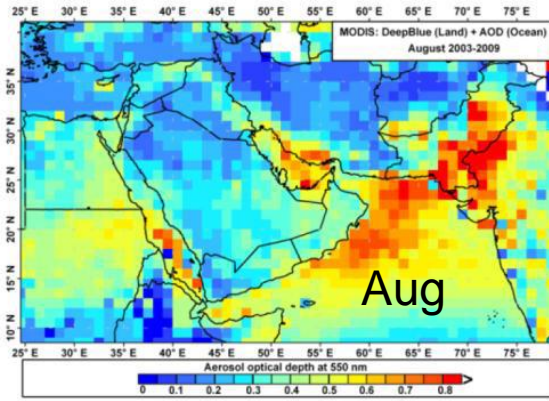 25° E 30° E 35° E 40° E 45° E 50° E 55° E 60° E 65° E 70° E 75° E
MODIS: DeepBlue (Land) + AOD (Ocean)
August 2003-2009
35° N
30° N
25° N
20° N
15° N
10° N
Aug
25° E 30° E 35° E 40° E 45° E 50° E 55° E 60° E 65° E 70° E 75° E
Aerosol optical depth at 550 nm
0 0.1 0.2 0.3 0.4 0.5 0.6 0.7 0.8